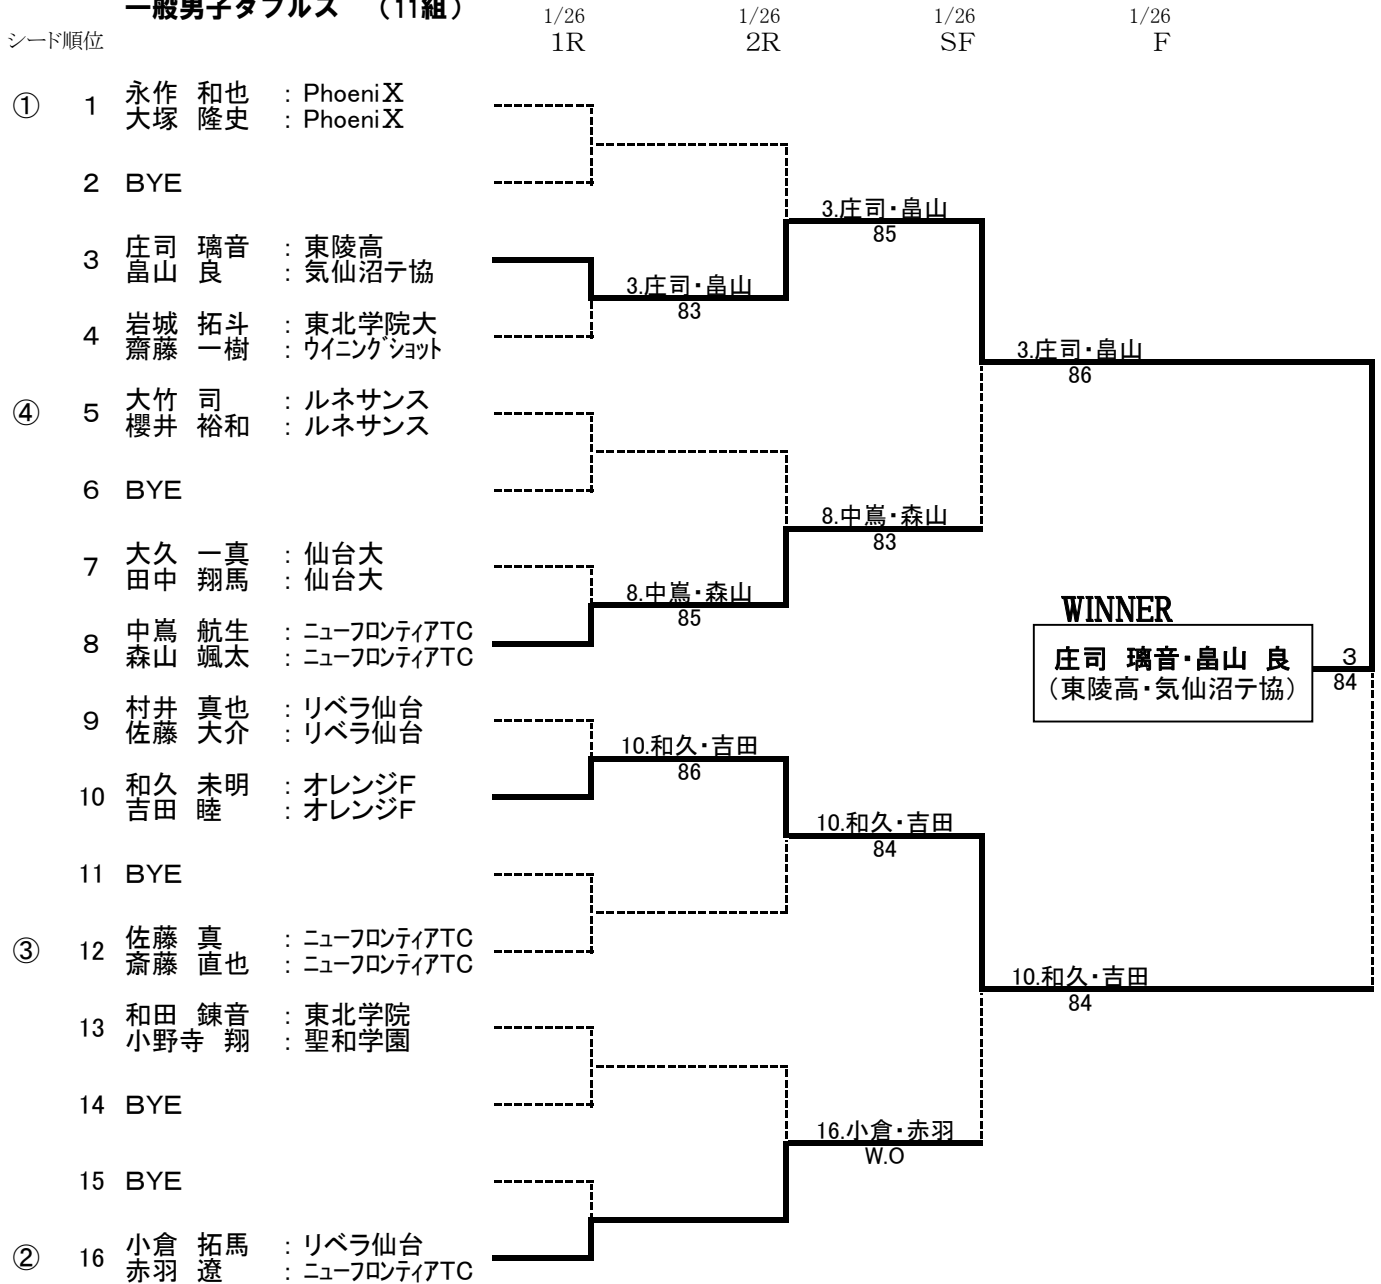 一般男子ダブルス （11組）
1/26 1/26 1/26 1/26
シード順位 1R 2R SF F
① 1 永作 和也 : PhoeniX
大塚 隆史 : PhoeniX
2 BYE
3.庄司・畠山
85
3 庄司 璃音 : 東陵高
畠山 良 : 気仙沼テ協
3.庄司・畠山
83
4 岩城 拓斗 : 東北学院大
齋藤 一樹 : ウイニングショット
3.庄司・畠山
86
④ 5 大竹 司 : ルネサンス
櫻井 裕和 : ルネサンス
6 BYE
8.中嶌・森山
83
7 大久 一真 : 仙台大
田中 翔馬 : 仙台大
8.中嶌・森山
85
WINNER
8 中嶌 航生 : ニューフロンティアTC
森山 颯太 : ニューフロンティアTC
庄司 璃音・畠山 良 3
（東陵高・気仙沼テ協） 84
9 村井 真也 : リベラ仙台
佐藤 大介 : リベラ仙台
10.和久・吉田
86
10 和久 未明 : オレンジF
吉田 睦 : オレンジF
10.和久・吉田
84
11 BYE
③ 12 佐藤 真 : ニューフロンティアTC
斎藤 直也 : ニューフロンティアTC
10.和久・吉田
84
13 和田 錬音 : 東北学院
小野寺 翔 : 聖和学園
14 BYE
16.小倉・赤羽
W.O
15 BYE
② 16 小倉 拓馬 : リベラ仙台
赤羽 遼 : ニューフロンティアTC